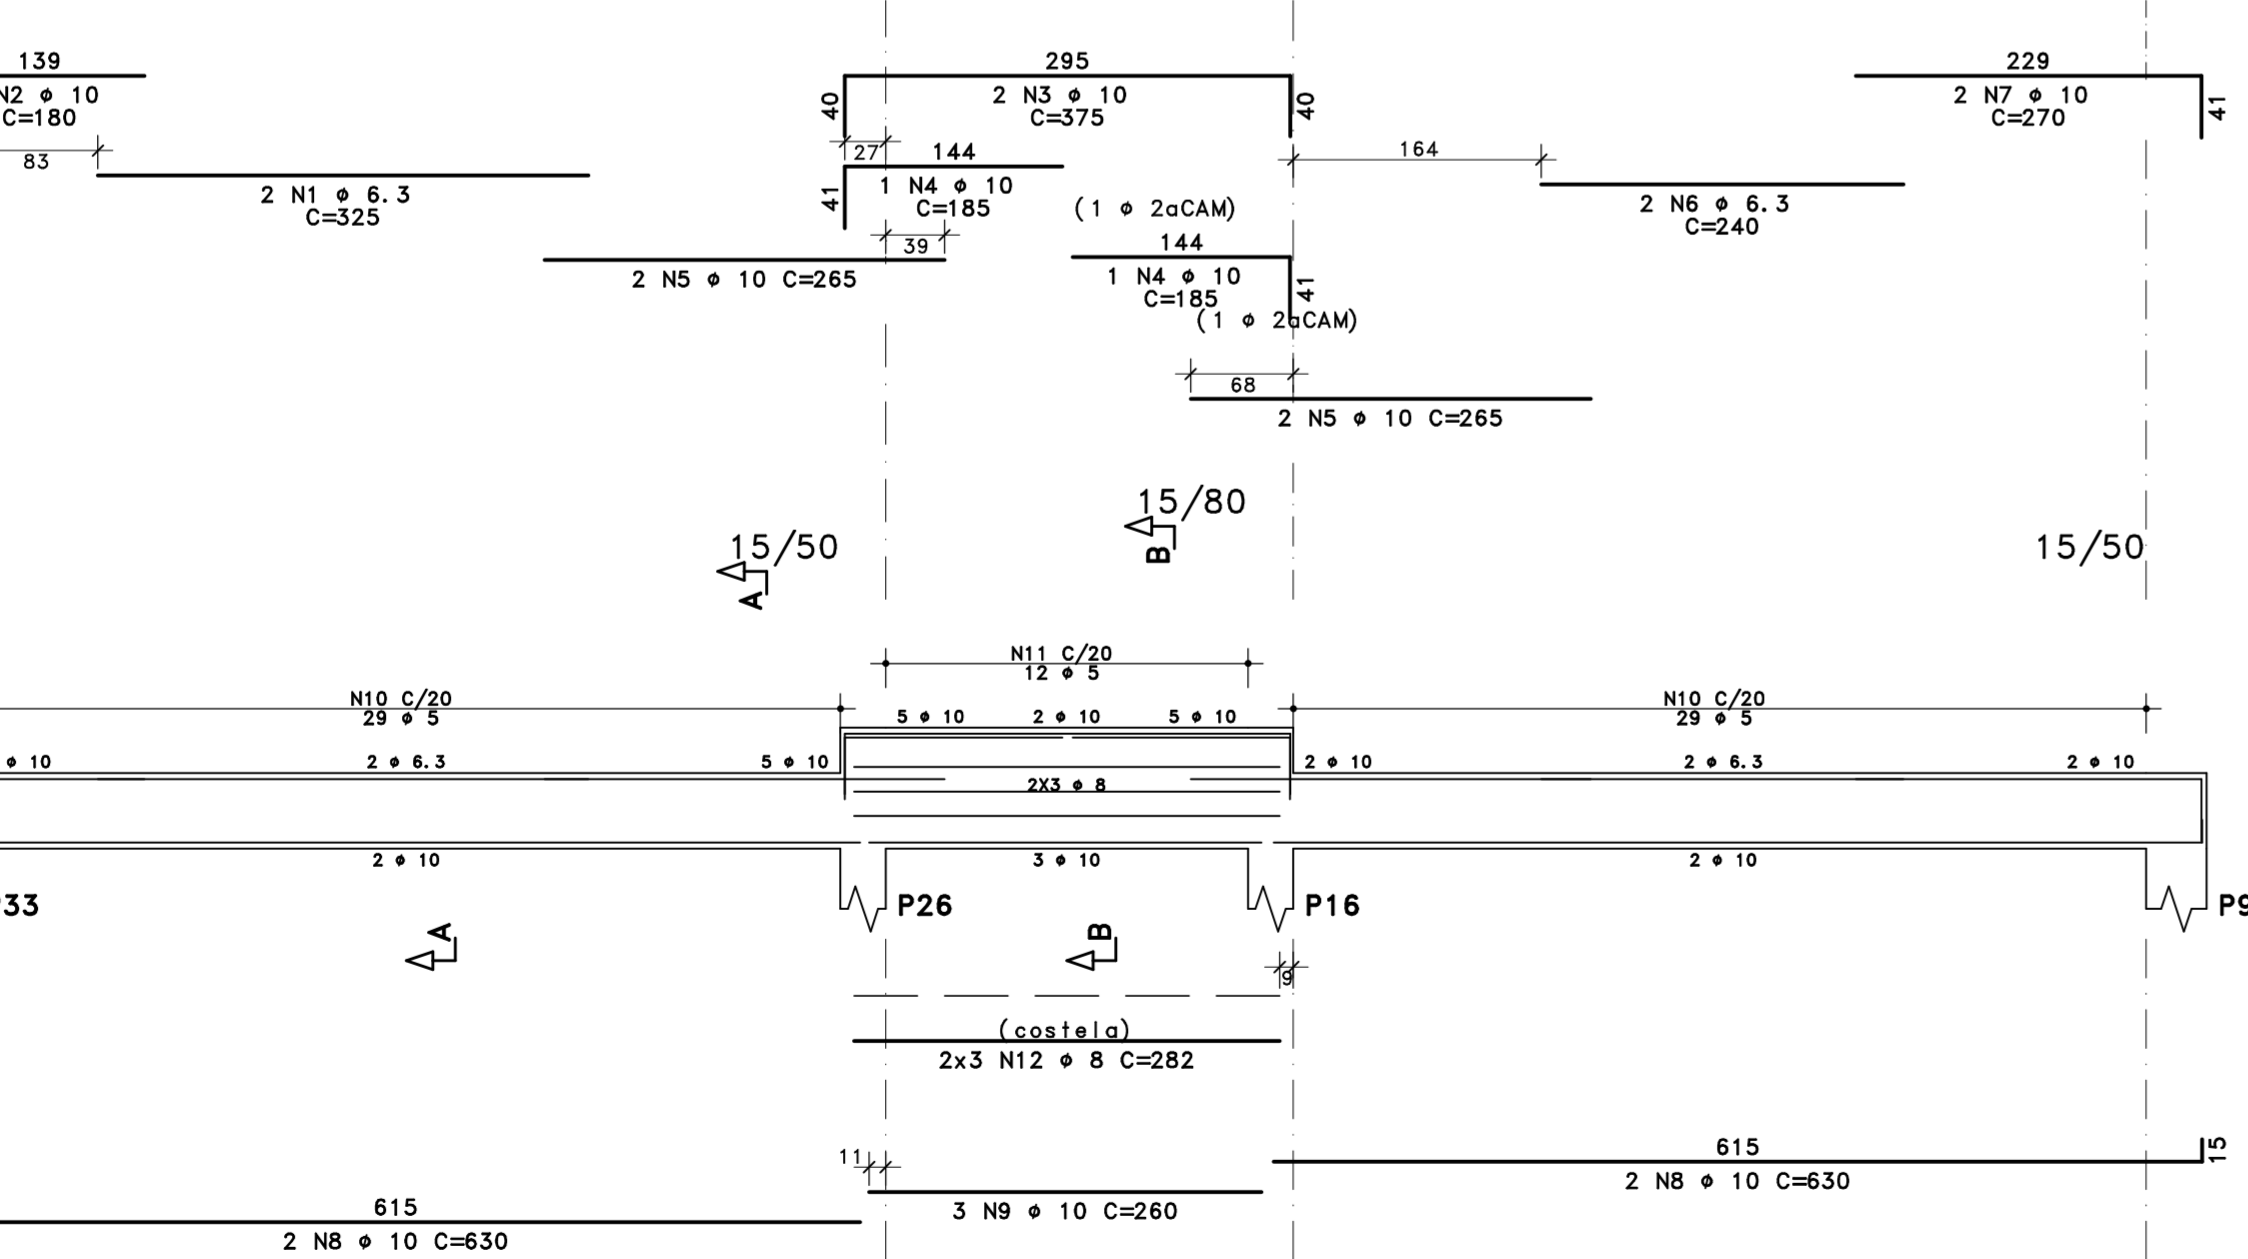 139
295
229
N2 ø 10
C=180
40
2 N3 ø 10
C=375
40
2 N7 ø 10
C=270
41
83
27
144
164
2 N1 ø 6.3
C=325
41
1 N4 ø 10
C=185
(1 ø 2aCAM)
2 N6 ø 6.3
C=240
39
144
2 N5 ø 10 C=265
1 N4 ø 10
C=185
41
(1 ø 2aCAM)
68
2 N5 ø 10 C=265
15/80
B
15/50
A
15/50
N11 C/20
12 ø 5
N10 C/20
29 ø 5
N10 C/20
29 ø 5
5 ø 10
2 ø 10
5 ø 10
ø 10
2 ø 6.3
5 ø 10
2 ø 10
2 ø 6.3
2 ø 10
2X3 ø 8
2 ø 10
3 ø 10
2 ø 10
P33
P26
P16
P9
A
B
9
(costela)
2x3 N12 ø 8 C=282
11
615
15
2 N8 ø 10 C=630
3 N9 ø 10 C=260
615
2 N8 ø 10 C=630